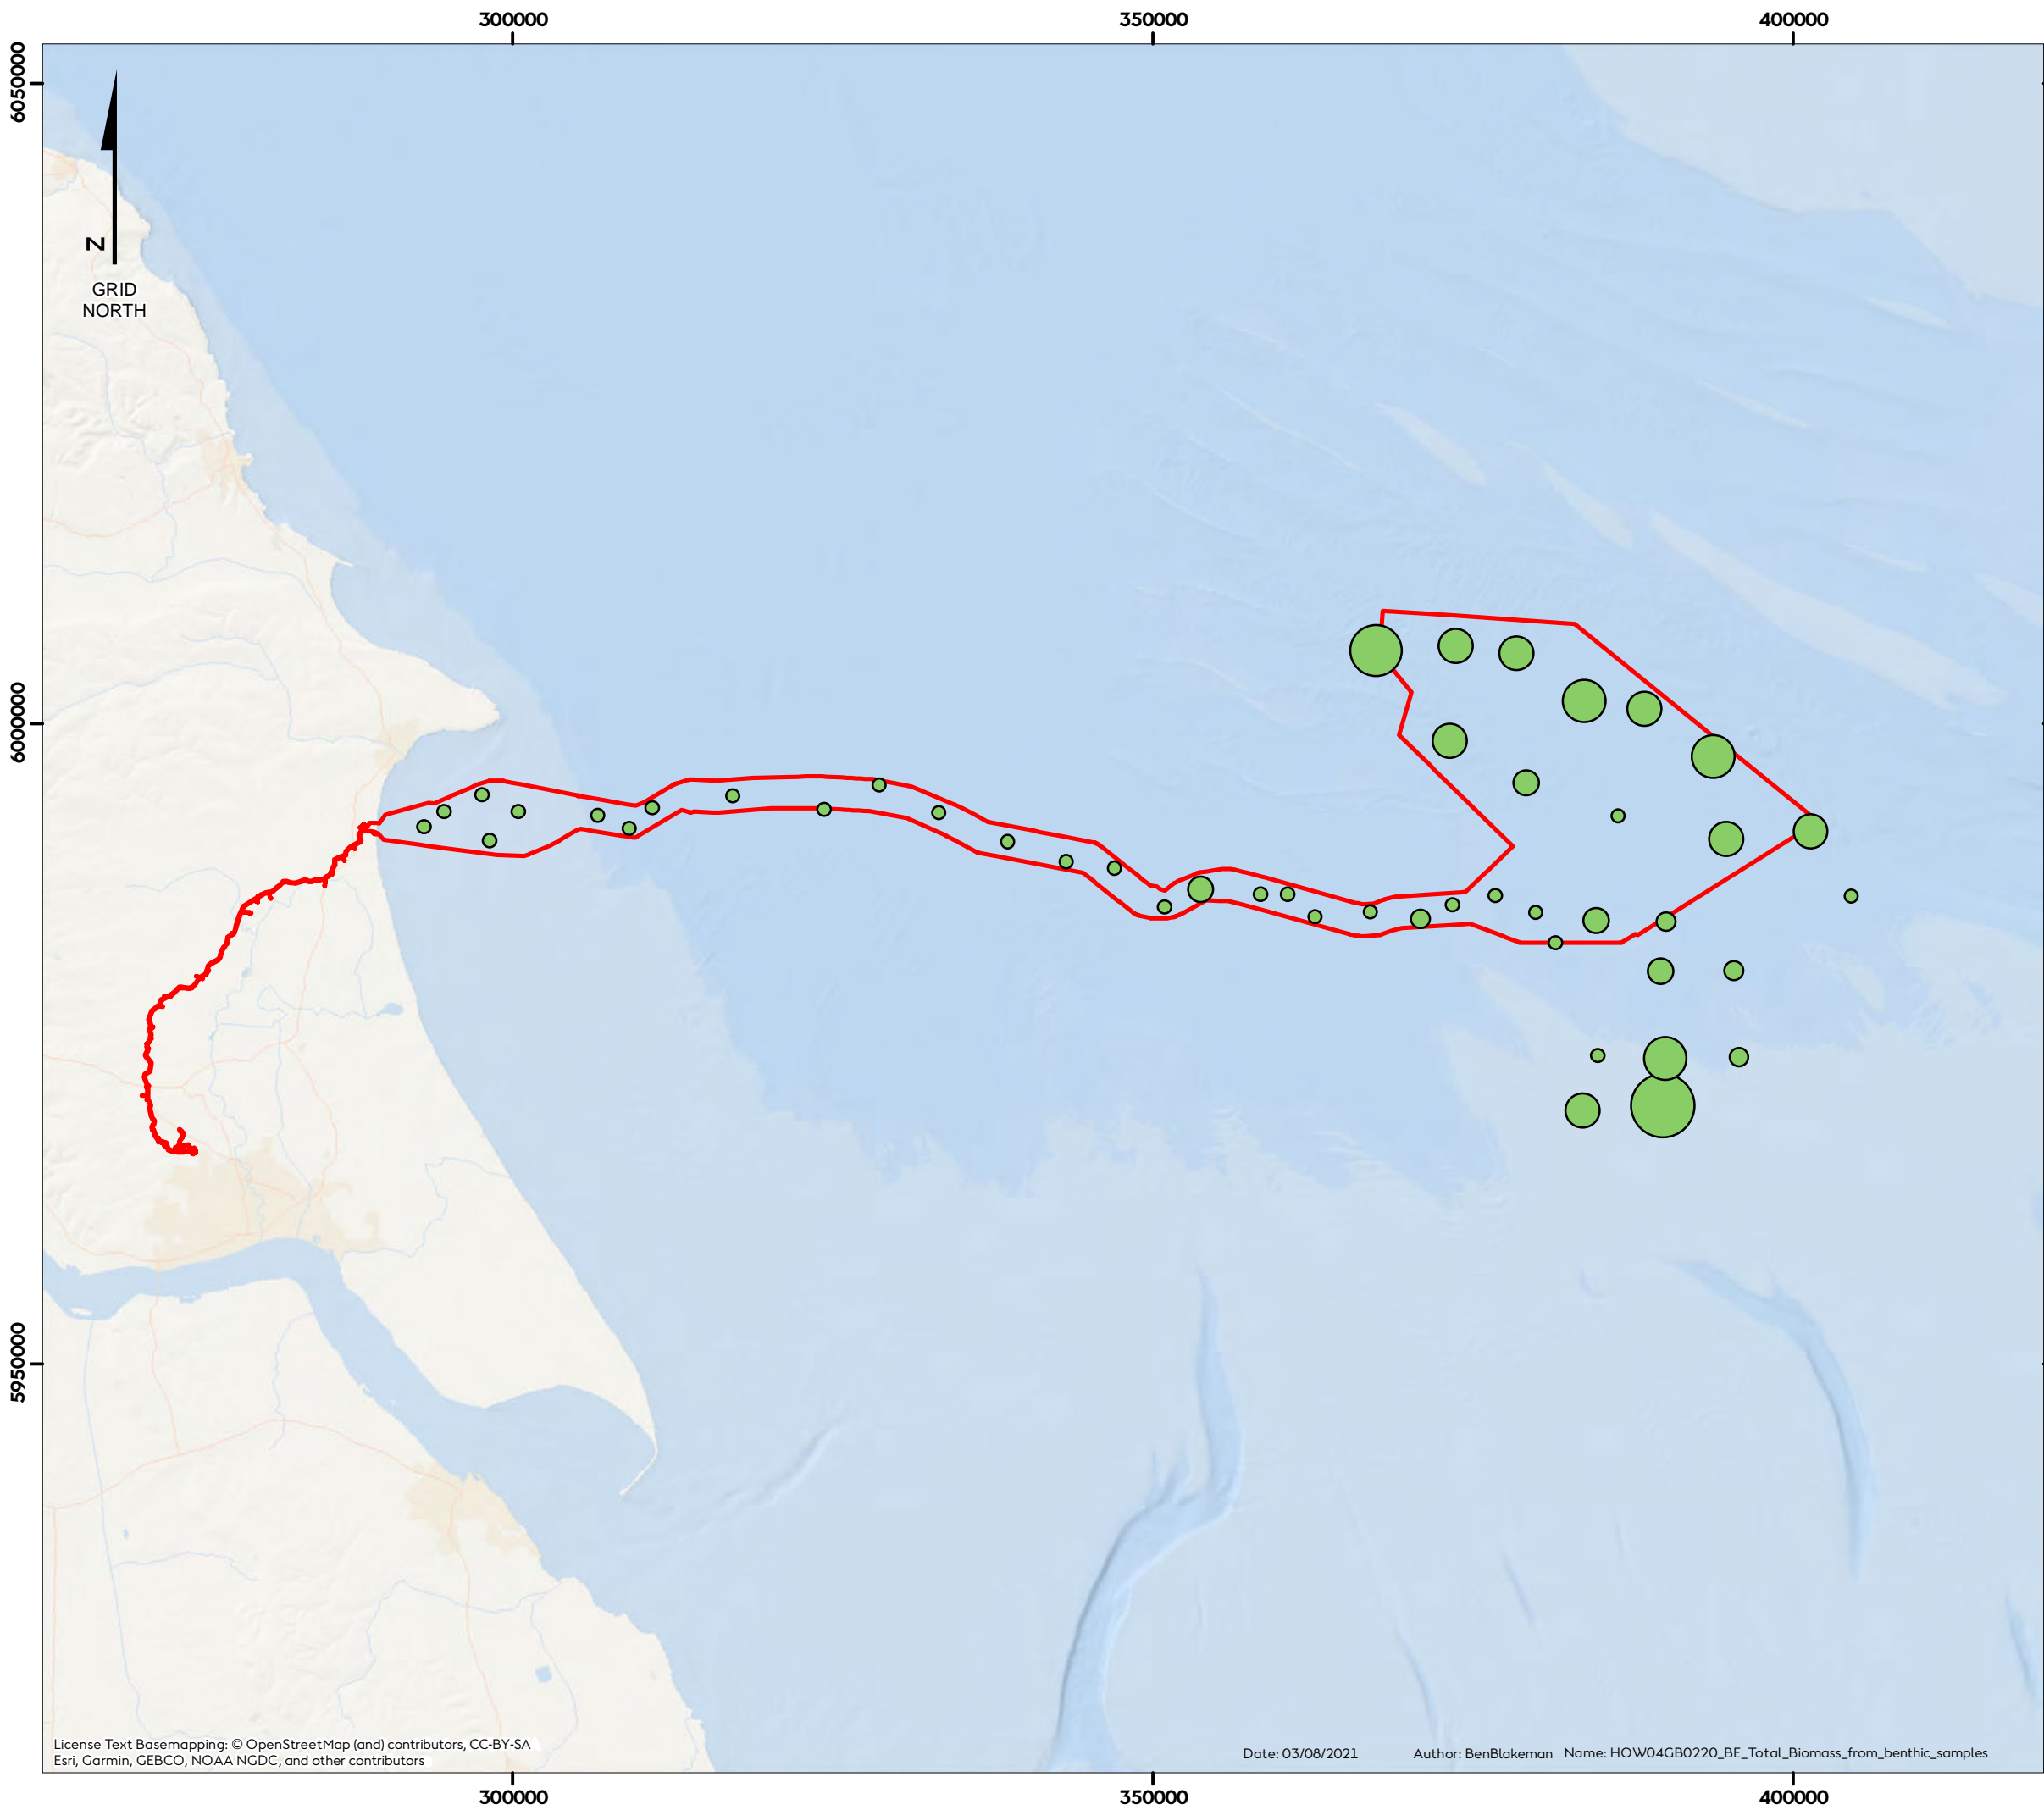 300000 350000 400000
6050000
N
GRID
NORTH
6000000
5950000
License Text Basemapping: © OpenStreetMap (and) contributors, CC-BY-SA
Esri, Garmin, GEBCO, NOAA NGDC, and other contributors
Date: 03/08/2021 Author: BenBlakeman Name: HOW04GB0220_BE_Total_Biomass_from_benthic_samples
300000 350000 400000